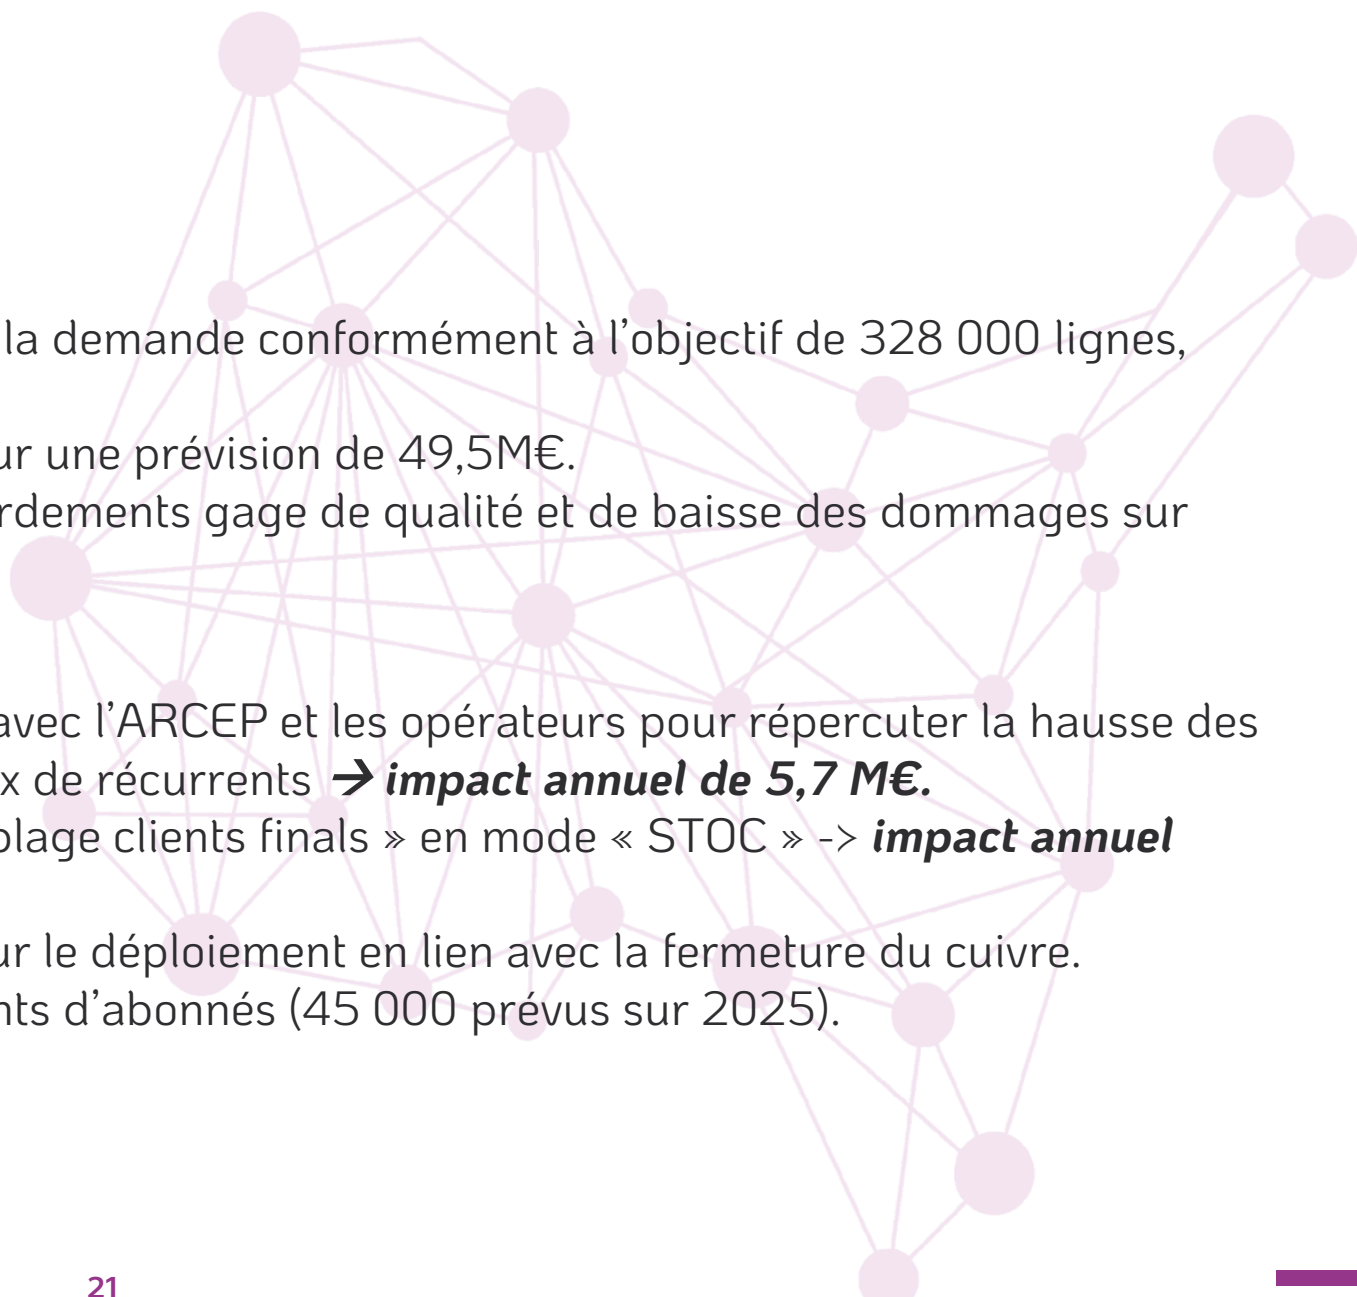 la demande conformément à l’objectif de 328 000 lignes,
ur une prévision de 49,5M€.
rdements gage de qualité et de baisse des dommages sur
avec l’ARCEP et les opérateurs pour répercuter la hausse des
x de récurrents → impact annuel de 5,7 M€.
olage clients finals » en mode « STOC » -> impact annuel
ur le déploiement en lien avec la fermeture du cuivre.
nts d’abonnés (45 000 prévus sur 2025).
21